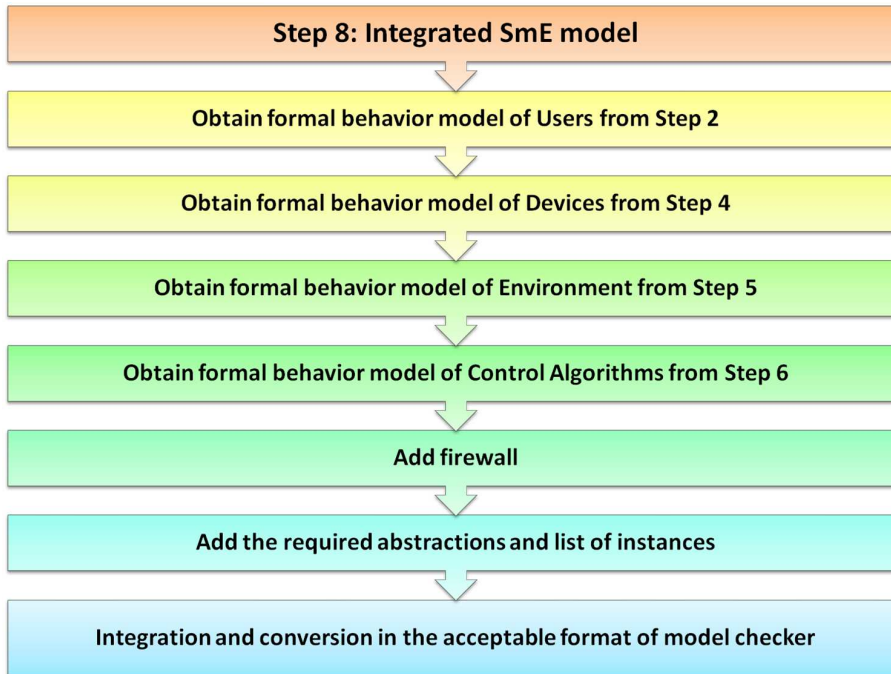 Step 8: Integrated SmE model
Obtain formal behavior model of Users from Step 2
Obtain formal behavior model of Devices from Step 4
Obtain formal behavior model of Environment from Step 5
Obtain formal behavior model of Control Algorithms from Step 6
Add firewall
Add the required abstractions and list of instances
Integration and conversion in the acceptable format of model checker